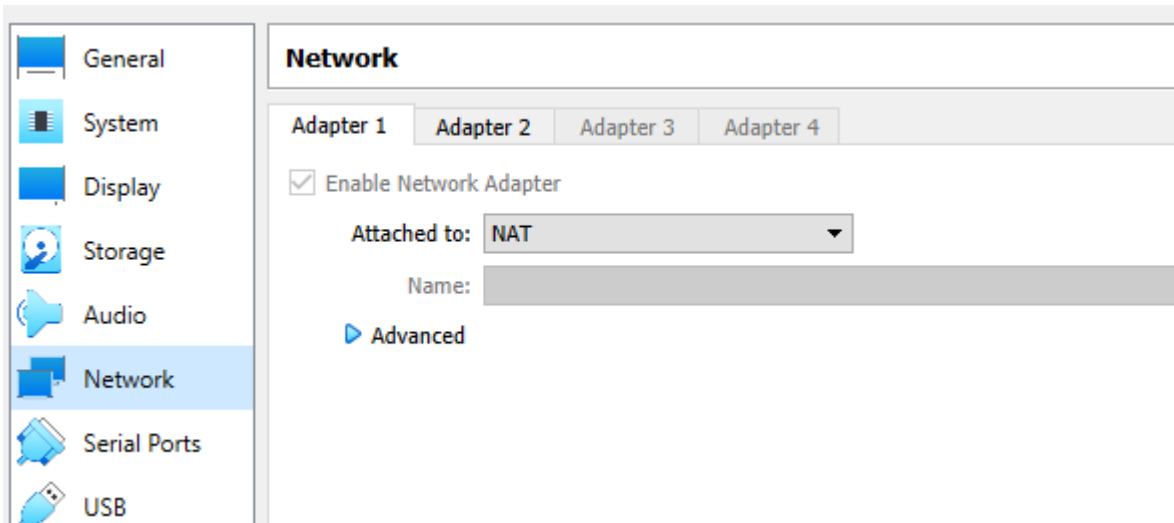 General
System
Display
Storage
Audio
Network
Serial Ports
USB
Network
Adapter 1 Adapter 2 Adapter 3 Adapter 4
Enable Network Adapter
Attached to: NAT
Name:
Advanced